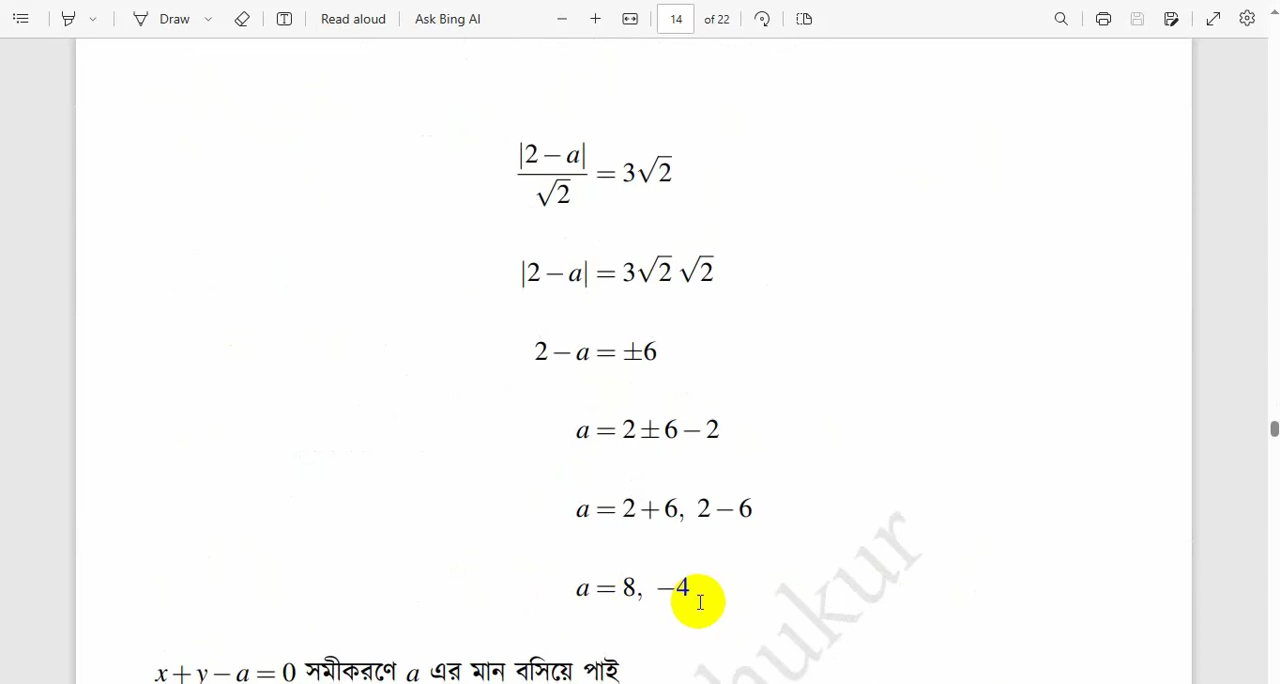 Draw Read aloud Ask Bing AI 14 of 22
|2 − a| / √2 = 3√2
|2 − a| = 3√2 √2
2 − a = ±6
a = 2 ± 6 − 2
a = 2 + 6, 2 − 6
a = 8, −4
x + y − a = 0 সমীকরণে a এর মান বসিয়ে পাই